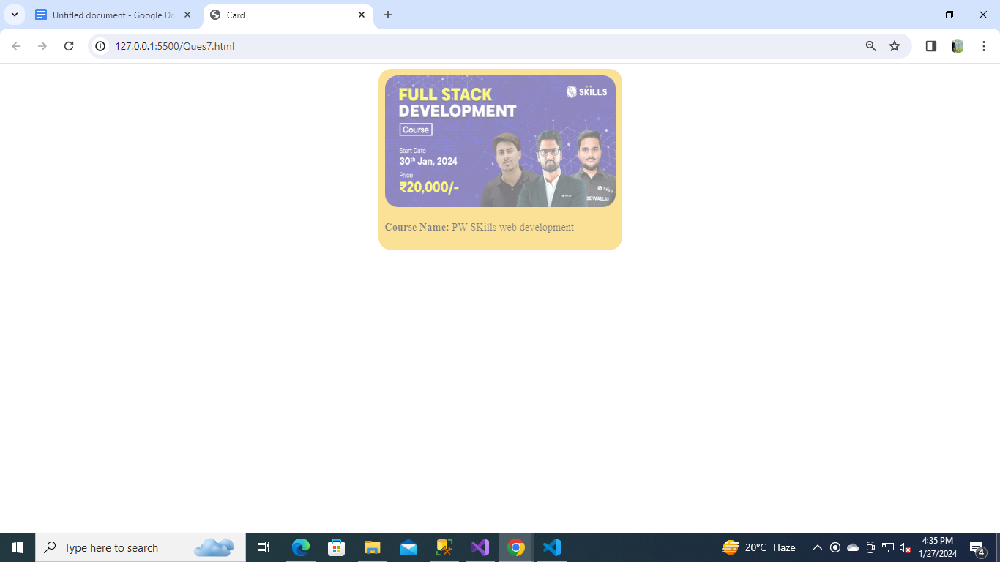 Untitled document - Google Do
Card
127.0.0.1:5500/Ques7.html
FULL STACK
DEVELOPMENT
SKILLS
Course
Start Date
30th Jan, 2024
Price
₹20,000/-
SKILLS
GE WALLAH
Course Name: PW SKills web development
Type here to search
20°C Haze
4:35 PM
1/27/2024
4